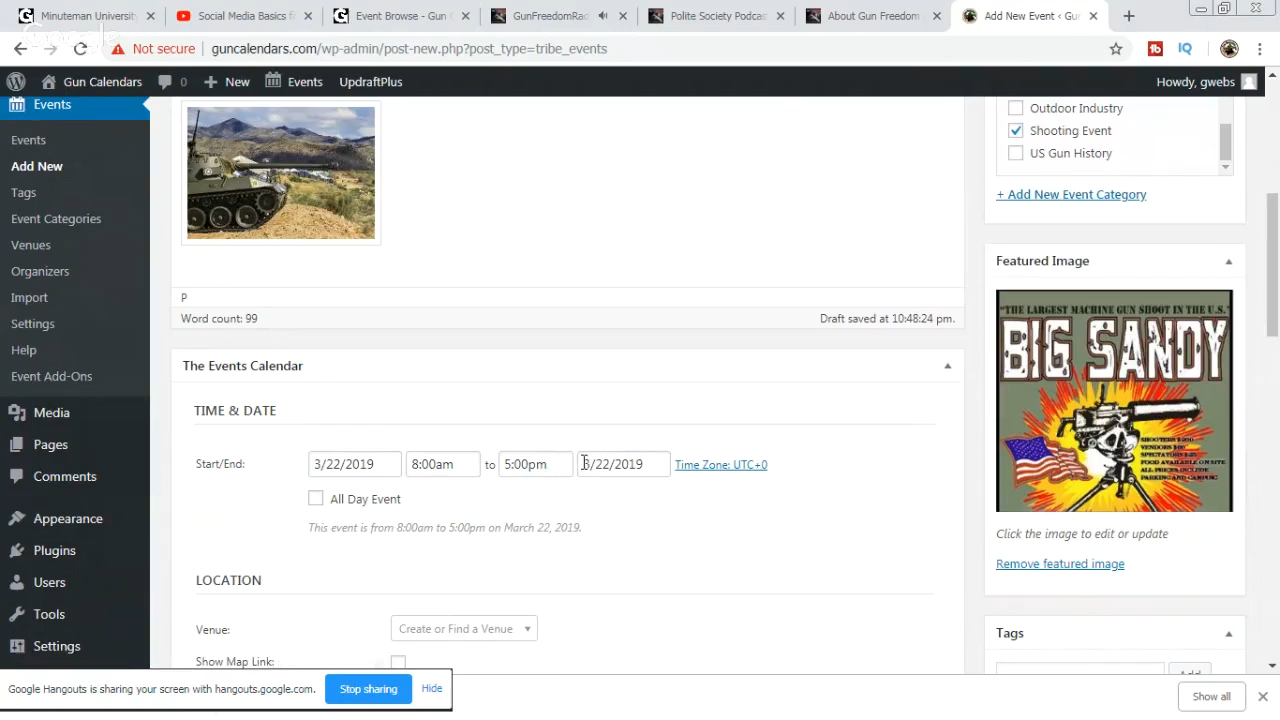 Minuteman University
Social Media Basics f
Event Browse - Gun
GunFreedomRad
Polite Society Podcas
About Gun Freedom
Add New Event ‹ Gu
Google
Not secure
guncalendars.com/wp-admin/post-new.php?post_type=tribe_events
Gun Calendars
0
New
Events
UpdraftPlus
Howdy, gwebs
Events
Events
Add New
Tags
Event Categories
Venues
Organizers
Import
Settings
Help
Event Add-Ons
Media
Pages
Comments
Appearance
Plugins
Users
Tools
Settings
P
Word count: 99
Draft saved at 10:48:24 pm.
The Events Calendar
TIME & DATE
Start/End:
3/22/2019
8:00am
to
5:00pm
3/22/2019
Time Zone: UTC+0
All Day Event
This event is from 8:00am to 5:00pm on March 22, 2019.
LOCATION
Venue:
Create or Find a Venue
Show Map Link:
Outdoor Industry
Shooting Event
US Gun History
+ Add New Event Category
Featured Image
"THE LARGEST MACHINE GUN SHOOT IN THE U.S."
BIG SANDY
FOOD AVAILABLE ON SITE
ALL PRICES INCLUDE
PARKING AND CAMPING
Click the image to edit or update
Remove featured image
Tags
Add
Google Hangouts is sharing your screen with hangouts.google.com.
Stop sharing
Hide
Show all